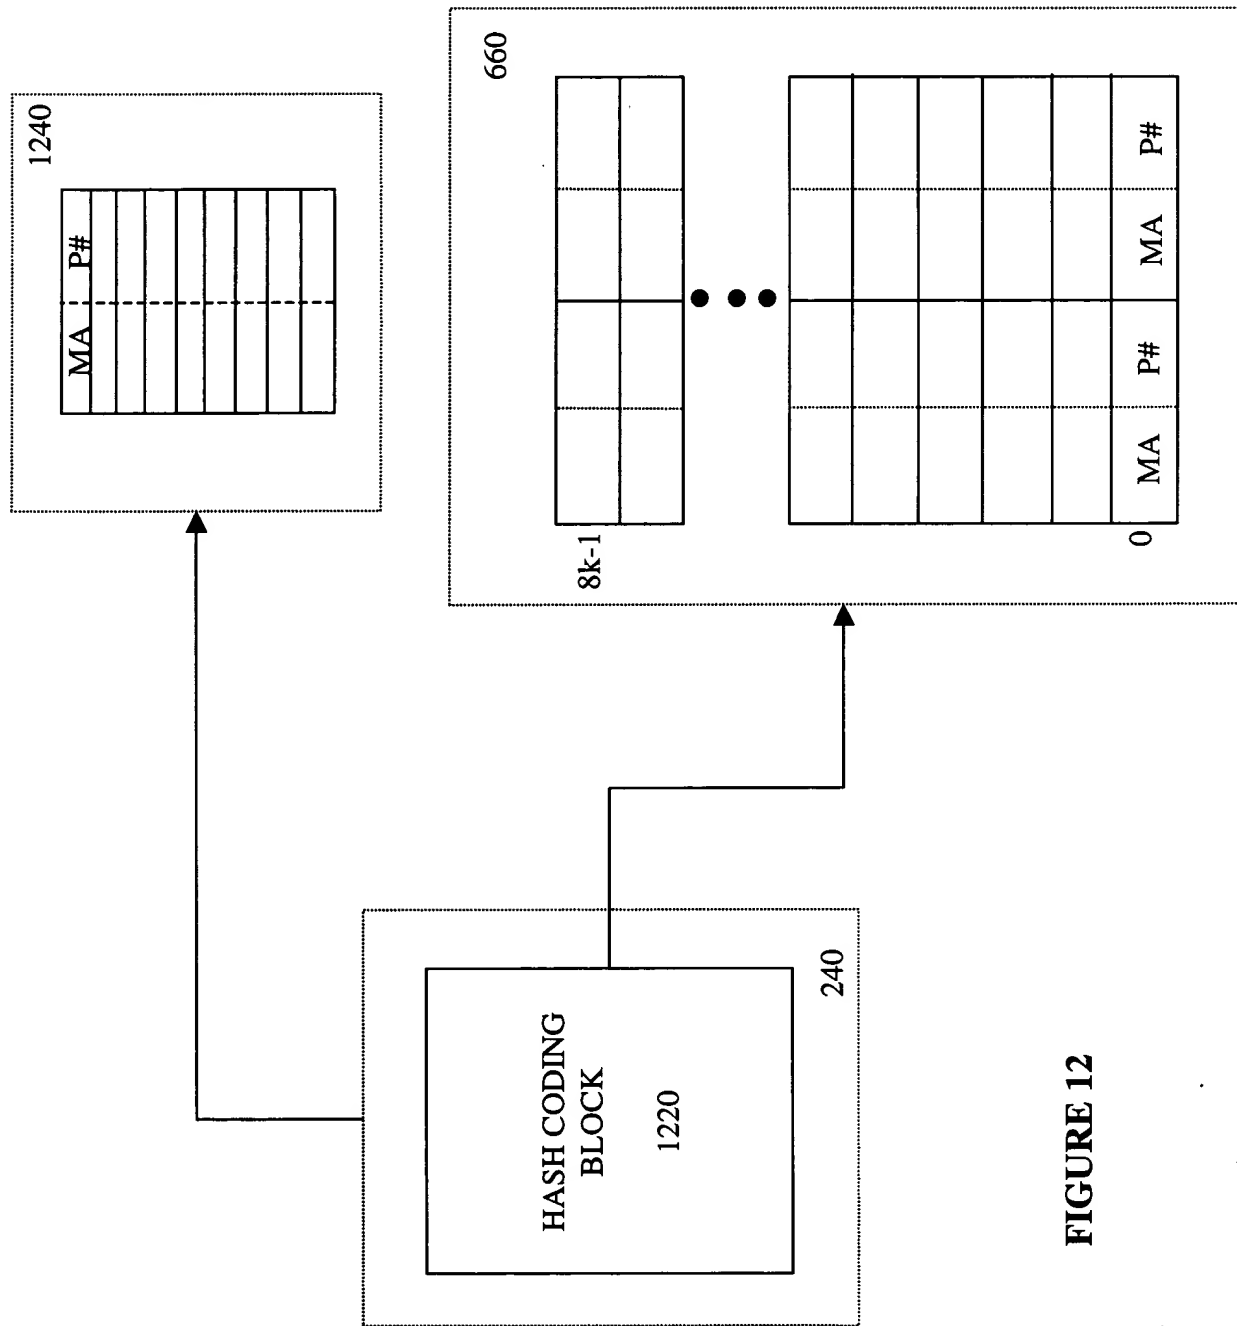 1240
MA P#
660
8k-1
0
MA P# MA P#
HASH CODING
BLOCK
1220
240
FIGURE 12